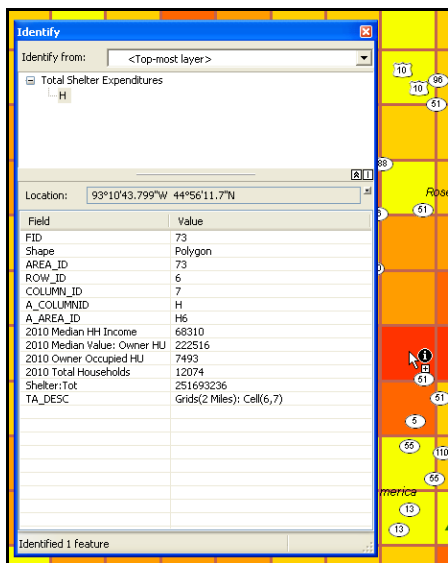 Identify
Identify from: <Top-most layer>
Total Shelter Expenditures
H
Location: 93°10'43.799"W 44°56'11.7"N
Field Value
FID 73
Shape Polygon
AREA_ID 73
ROW_ID 6
COLUMN_ID 7
A_COLUMNID H
A_AREA_ID H6
2010 Median HH Income 68310
2010 Median Value: Owner HU 222516
2010 Owner Occupied HU 7493
2010 Total Households 12074
Shelter:Tot 251693236
TA_DESC Grids(2 Miles): Cell(6,7)
Identified 1 feature
10
96
10
51
88
Rose
51
51
51
5
55
110
55
merica
13
13